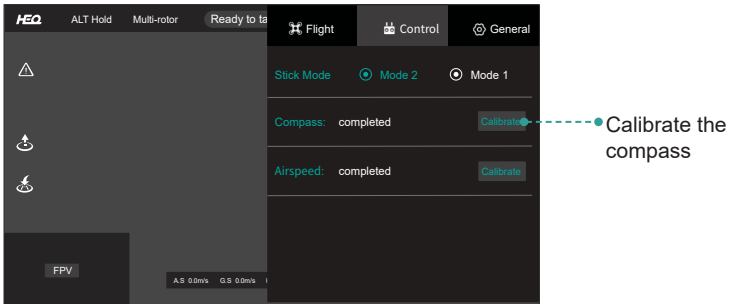 HEQ ALT Hold Multi-rotor Ready to ta
Flight Control General
Stick Mode Mode 2 Mode 1
Compass: completed Calibrate
Calibrate the
compass
Airspeed: completed Calibrate
FPV
A.S 0.0m/s G.S 0.0m/s